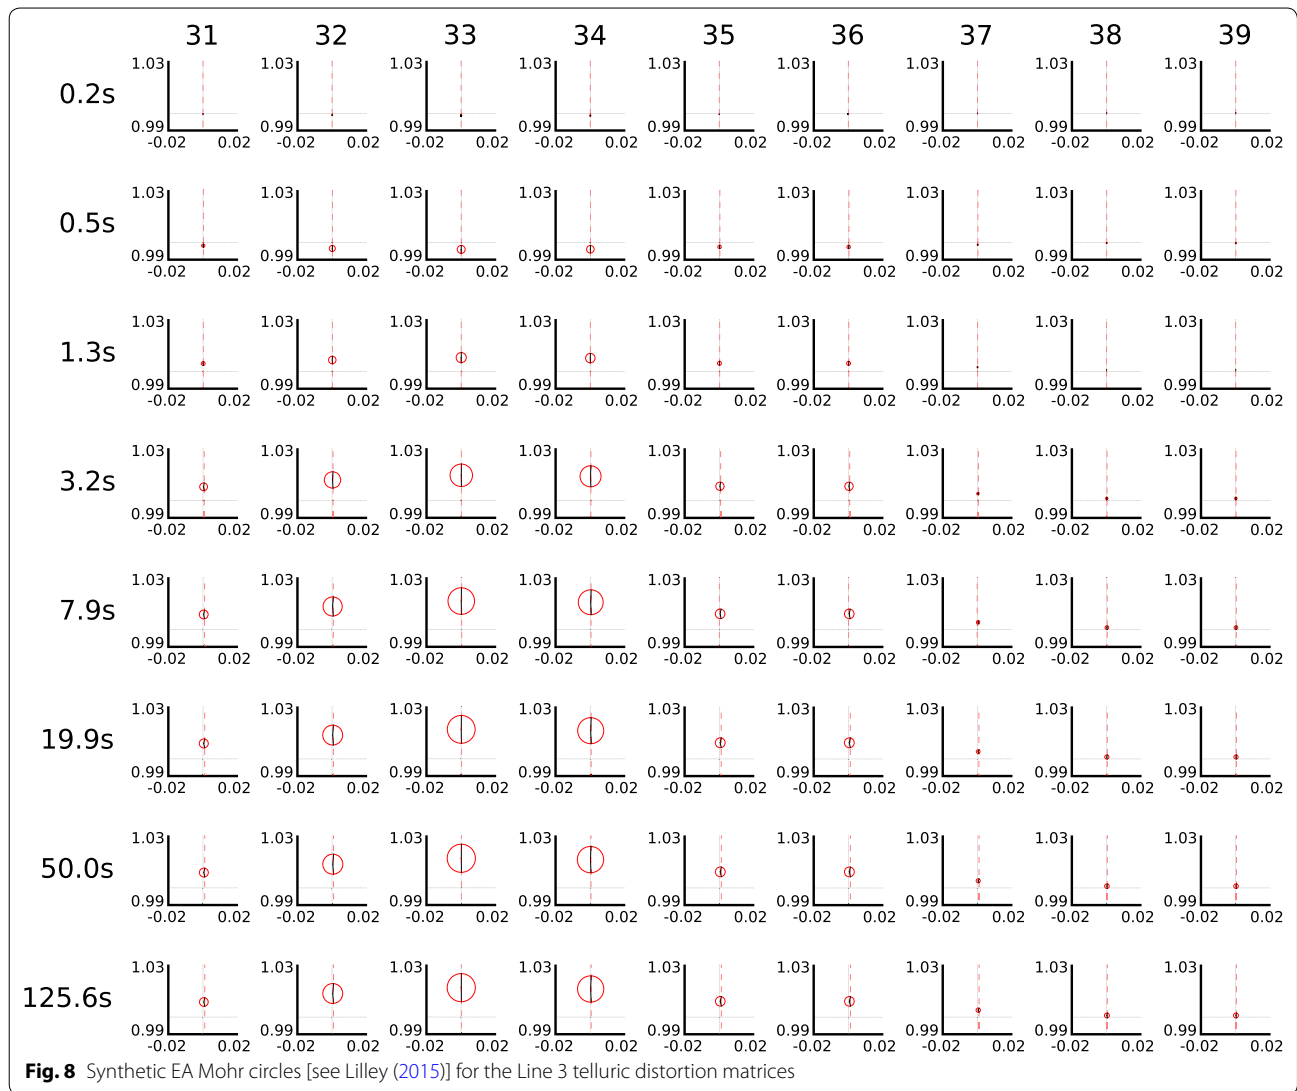 31 32 33 34 35 36 37 38 39
1.03 1.03 1.03 1.03 1.03 1.03 1.03 1.03 1.03
0.2s
0.99 0.99 0.99 0.99 0.99 0.99 0.99 0.99 0.99
-0.02 0.02 -0.02 0.02 -0.02 0.02 -0.02 0.02 -0.02 0.02 -0.02 0.02 -0.02 0.02 -0.02 0.02 -0.02 0.02
1.03 1.03 1.03 1.03 1.03 1.03 1.03 1.03 1.03
0.5s
0.99 0.99 0.99 0.99 0.99 0.99 0.99 0.99 0.99
-0.02 0.02 -0.02 0.02 -0.02 0.02 -0.02 0.02 -0.02 0.02 -0.02 0.02 -0.02 0.02 -0.02 0.02 -0.02 0.02
1.03 1.03 1.03 1.03 1.03 1.03 1.03 1.03 1.03
1.3s
0.99 0.99 0.99 0.99 0.99 0.99 0.99 0.99 0.99
-0.02 0.02 -0.02 0.02 -0.02 0.02 -0.02 0.02 -0.02 0.02 -0.02 0.02 -0.02 0.02 -0.02 0.02 -0.02 0.02
1.03 1.03 1.03 1.03 1.03 1.03 1.03 1.03 1.03
3.2s
0.99 0.99 0.99 0.99 0.99 0.99 0.99 0.99 0.99
-0.02 0.02 -0.02 0.02 -0.02 0.02 -0.02 0.02 -0.02 0.02 -0.02 0.02 -0.02 0.02 -0.02 0.02 -0.02 0.02
1.03 1.03 1.03 1.03 1.03 1.03 1.03 1.03 1.03
7.9s
0.99 0.99 0.99 0.99 0.99 0.99 0.99 0.99 0.99
-0.02 0.02 -0.02 0.02 -0.02 0.02 -0.02 0.02 -0.02 0.02 -0.02 0.02 -0.02 0.02 -0.02 0.02 -0.02 0.02
1.03 1.03 1.03 1.03 1.03 1.03 1.03 1.03 1.03
19.9s
0.99 0.99 0.99 0.99 0.99 0.99 0.99 0.99 0.99
-0.02 0.02 -0.02 0.02 -0.02 0.02 -0.02 0.02 -0.02 0.02 -0.02 0.02 -0.02 0.02 -0.02 0.02 -0.02 0.02
1.03 1.03 1.03 1.03 1.03 1.03 1.03 1.03 1.03
50.0s
0.99 0.99 0.99 0.99 0.99 0.99 0.99 0.99 0.99
-0.02 0.02 -0.02 0.02 -0.02 0.02 -0.02 0.02 -0.02 0.02 -0.02 0.02 -0.02 0.02 -0.02 0.02 -0.02 0.02
1.03 1.03 1.03 1.03 1.03 1.03 1.03 1.03 1.03
125.6s
0.99 0.99 0.99 0.99 0.99 0.99 0.99 0.99 0.99
-0.02 0.02 -0.02 0.02 -0.02 0.02 -0.02 0.02 -0.02 0.02 -0.02 0.02 -0.02 0.02 -0.02 0.02 -0.02 0.02
Fig. 8 Synthetic EA Mohr circles [see Lilley (2015)] for the Line 3 telluric distortion matrices